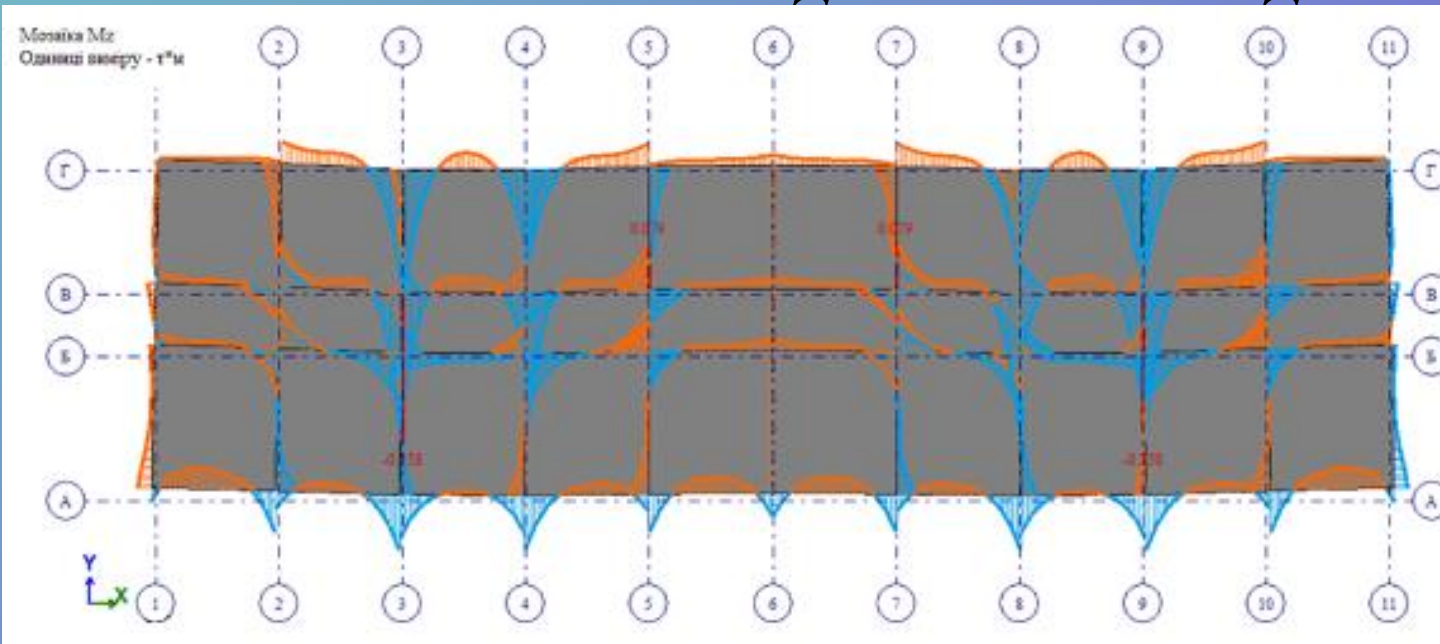 Мозаїка Mz
Одиниці виміру - т*м
2 3 4 5 6 7 8 9 10 11
Г Г
В В
Б Б
А А
Y
X
1 2 3 4 5 6 7 8 9 10 11